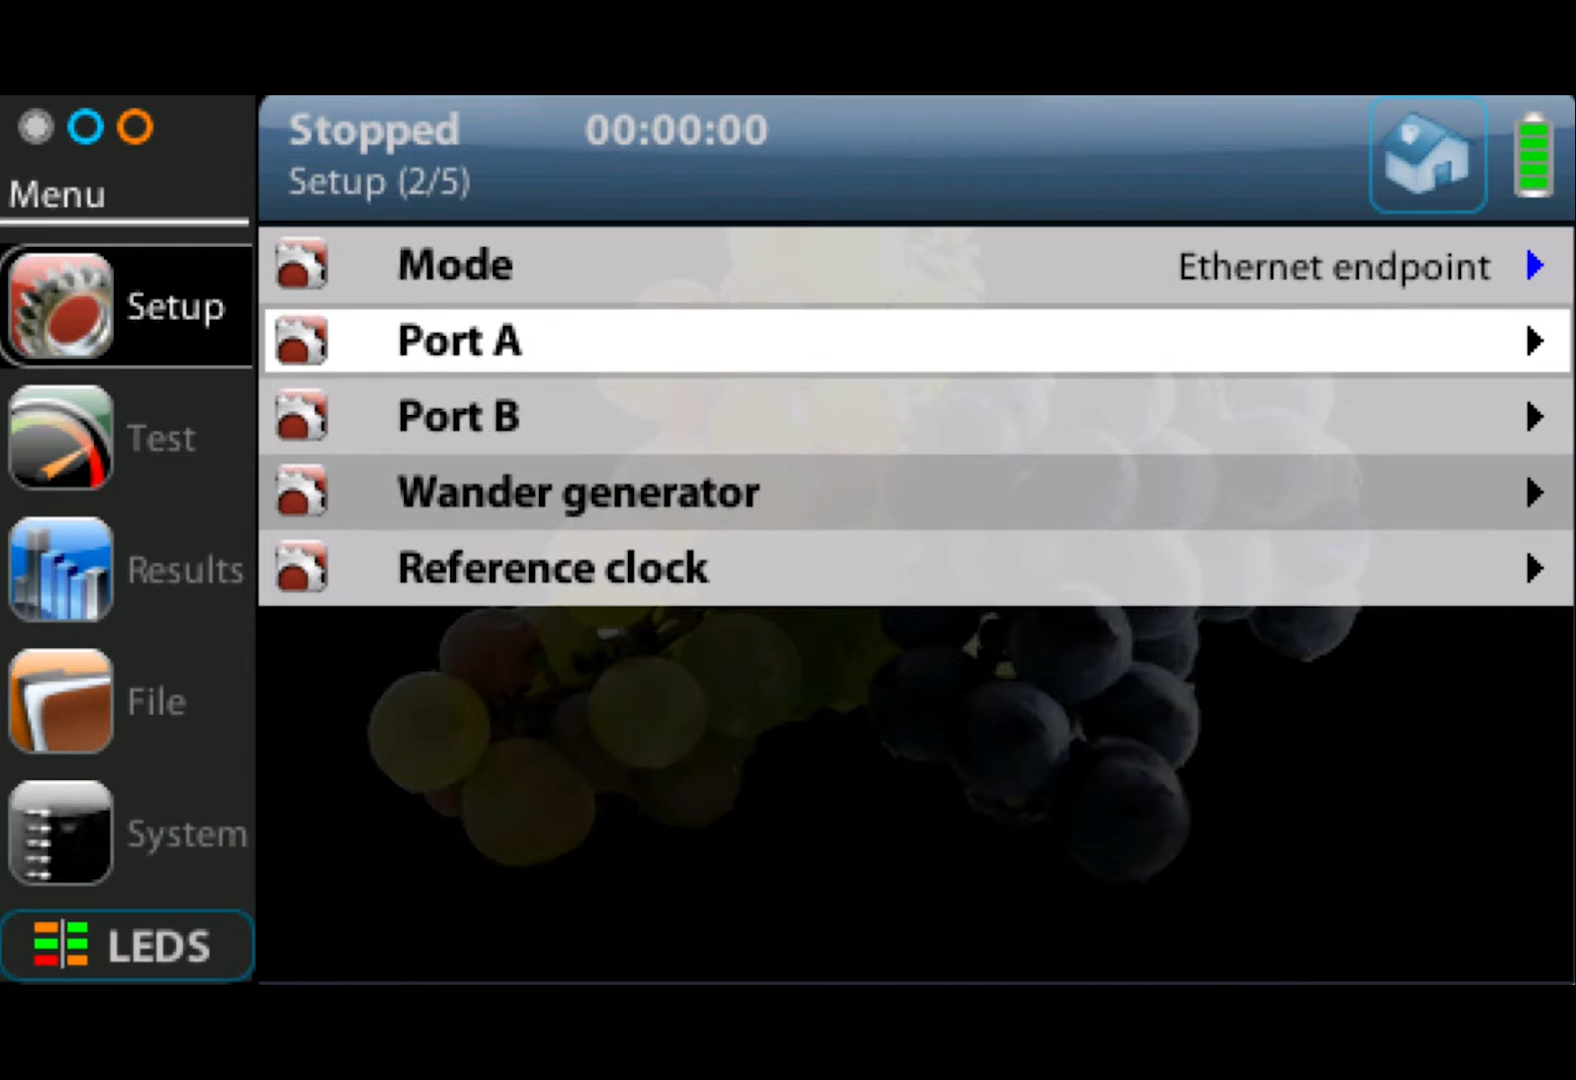 Menu
Setup
Test
Results
File
System
LEDS
Stopped 00:00:00
Setup (2/5)
Mode Ethernet endpoint
Port A
Port B
Wander generator
Reference clock